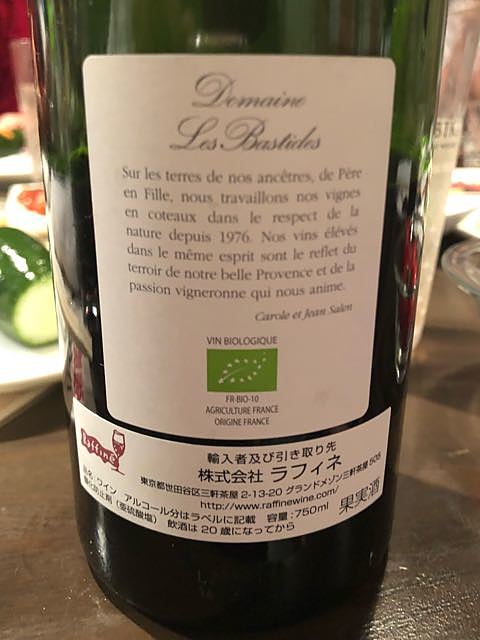 Domaine
Les Bastides
Sur les terres de nos ancêtres, de Père
en Fille, nous travaillons nos vignes
en coteaux dans le respect de la
nature depuis 1976. Nos vins élévés
dans le même esprit sont le reflet du
terroir de notre belle Provence et de la
passion vigneronne qui nous anime.
Carole et Jean Salen
VIN BIOLOGIQUE
FR-BIO-10
AGRICULTURE FRANCE
ORIGINE FRANCE
Raffiné
輸入者及び引き取り先
株式会社 ラフィネ
東京都世田谷区三軒茶屋 2-13-20 グランドメゾン三軒茶屋 505
http://www.raffinewine.com/
品名:ワイン アルコール分はラベルに記載 容量:750ml
酸化防止剤(亜硫酸塩) 飲酒は 20 歳になってから
果実酒